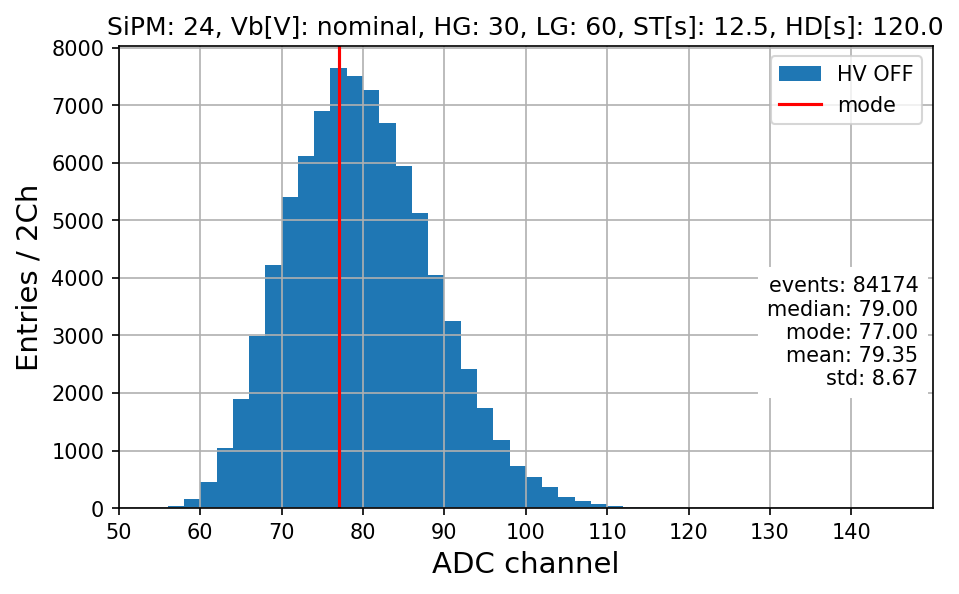 SiPM: 24, Vb[V]: nominal, HG: 30, LG: 60, ST[s]: 12.5, HD[s]: 120.0
8000
7000
6000
5000
4000
3000
2000
1000
0
Entries / 2Ch
HV OFF
mode
events: 84174
median: 79.00
mode: 77.00
mean: 79.35
std: 8.67
50 60 70 80 90 100 110 120 130 140
ADC channel